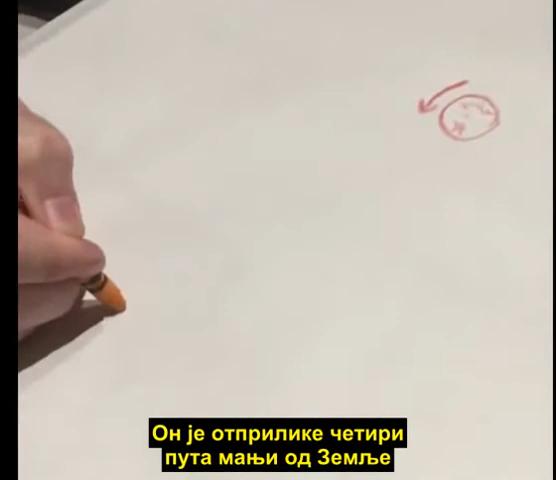 Он је отприлике четири
пута мањи од Земље